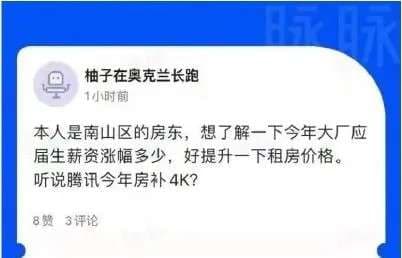 脉脉
柚子在奥克兰长跑
1小时前
本人是南山区的房东，想了解一下今年大厂应
届生薪资涨幅多少，好提升一下租房价格。
听说腾讯今年房补4K？
8赞 3评论